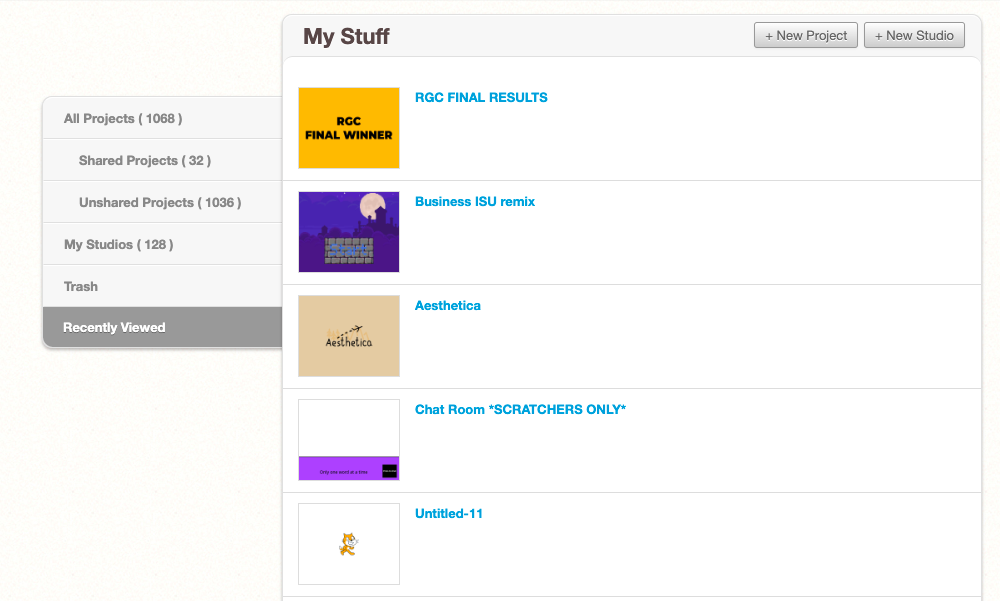 My Stuff
+ New Project
+ New Studio
All Projects ( 1068 )
Shared Projects ( 32 )
Unshared Projects ( 1036 )
My Studios ( 128 )
Trash
Recently Viewed
RGC
FINAL WINNER
RGC FINAL RESULTS
Business ISU remix
Aesthetica
Aesthetica
Only one word at a time
Chat Room *SCRATCHERS ONLY*
Untitled-11